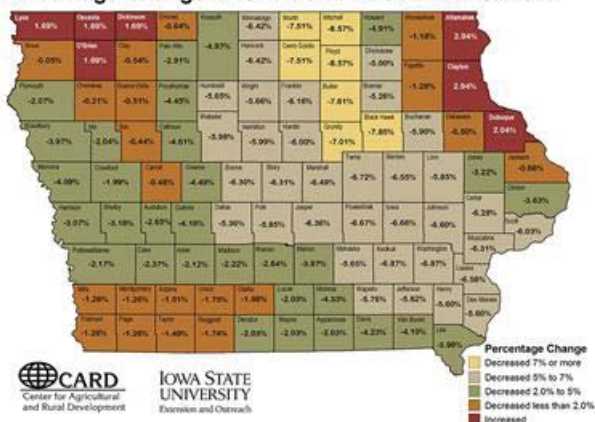 Lyon Osceola Dickinson Emmet Kossuth Winnebago Worth Mitchell Howard Winneshiek Allamakee
1.69% 1.69% 1.69% -0.64% -4.97% -6.42% -7.51% -6.57% -4.91% -1.18% 2.94%
Sioux O'Brien Clay Palo Alto Hancock Cerro Gordo Floyd Chickasaw
-0.05% 1.69% -0.54% -2.91% -6.42% -7.51% -6.57% -5.00%
Fayette Clayton
-1.28% 2.94%
Plymouth Cherokee Buena Vista Pocahontas Humboldt Wright Franklin Butler Bremer
-2.07% -0.21% -0.51% -4.45% -5.65% -5.66% -6.16% -7.61% -5.26%
Woodbury Ida Sac Calhoun Webster Hamilton Hardin Grundy Black Hawk Buchanan Delaware Dubuque
-3.97% -2.04% -0.44% -4.61% -5.98% -5.99% -6.00% -7.01% -7.85% -5.90% -0.50% 2.04%
Monona Crawford Carroll Greene Boone Story Marshall Tama Benton Linn Jones Jackson
-4.09% -1.99% -0.46% -4.49% -6.30% -6.31% -6.49% -6.72% -6.55% -5.85% -3.22% -0.66%
Clinton
-3.63%
Harrison Shelby Audubon Guthrie Dallas Polk Jasper Poweshiek Iowa Johnson Cedar Scott
-3.07% -3.18% -2.65% -4.18% -5.36% -5.85% -6.36% -6.67% -6.66% -6.60% -6.28% -6.03%
Muscatine
-6.31%
Pottawattamie Cass Adair Madison Warren Marion Mahaska Keokuk Washington Louisa
-2.17% -2.37% -2.12% -2.22% -2.84% -3.97% -5.65% -6.87% -6.87% -6.58%
Mills Montgomery Adams Union Clarke Lucas Monroe Wapello Jefferson Henry Des Moines
-1.26% -1.26% -1.01% -1.75% -1.98% -2.03% -4.33% -5.76% -5.62% -5.60% -5.60%
Fremont Page Taylor Ringgold Decatur Wayne Appanoose Davis Van Buren Lee
-1.26% -1.26% -1.49% -1.74% -2.03% -2.03% -2.03% -4.23% -4.10% -3.98%
Percentage Change
Decreased 7% or more
Decreased 5% to 7%
Decreased 2.0% to 5%
Decreased less than 2.0%
Increased
CARD
Center for Agricultural
and Rural Development
IOWA STATE
UNIVERSITY
Extension and Outreach